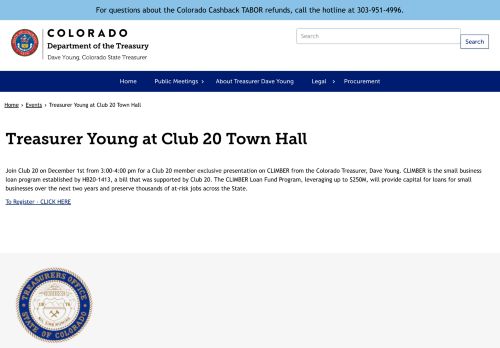 For questions about the Colorado Cashback TABOR refunds, call the hotline at 303-951-4996.
COLORADO
Department of the Treasury
Dave Young, Colorado State Treasurer
Search
Search
Home
Public Meetings ›
About Treasurer Dave Young
Legal ›
Procurement
Home › Events › Treasurer Young at Club 20 Town Hall
Treasurer Young at Club 20 Town Hall
Join Club 20 on December 1st from 3:00-4:00 pm for a Club 20 member exclusive presentation on CLIMBER from the Colorado Treasurer, Dave Young. CLIMBER is the small business
loan program established by HB20-1413, a bill that was supported by Club 20. The CLIMBER Loan Fund Program, leveraging up to $250M, will provide capital for loans for small
businesses over the next two years and preserve thousands of at-risk jobs across the State.
To Register - CLICK HERE
TREASURERS OFFICE
STATE OF COLORADO